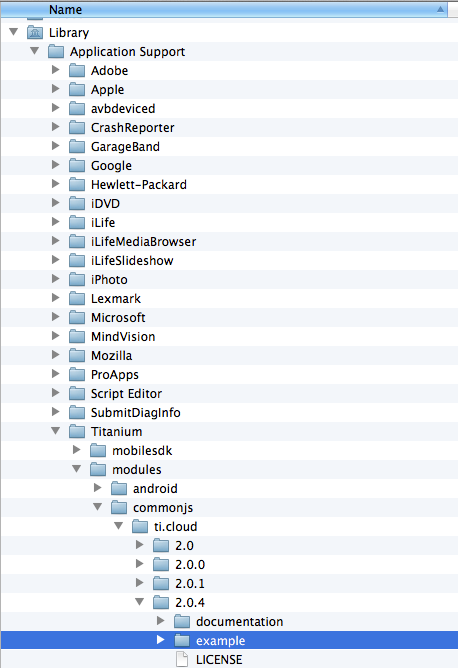 Name
Library
Application Support
Adobe
Apple
avbdeviced
CrashReporter
GarageBand
Google
Hewlett-Packard
iDVD
iLife
iLifeMediaBrowser
iLifeSlideshow
iPhoto
Lexmark
Microsoft
MindVision
Mozilla
ProApps
Script Editor
SubmitDiagInfo
Titanium
mobilesdk
modules
android
commonjs
ti.cloud
2.0
2.0.0
2.0.1
2.0.4
documentation
example
LICENSE